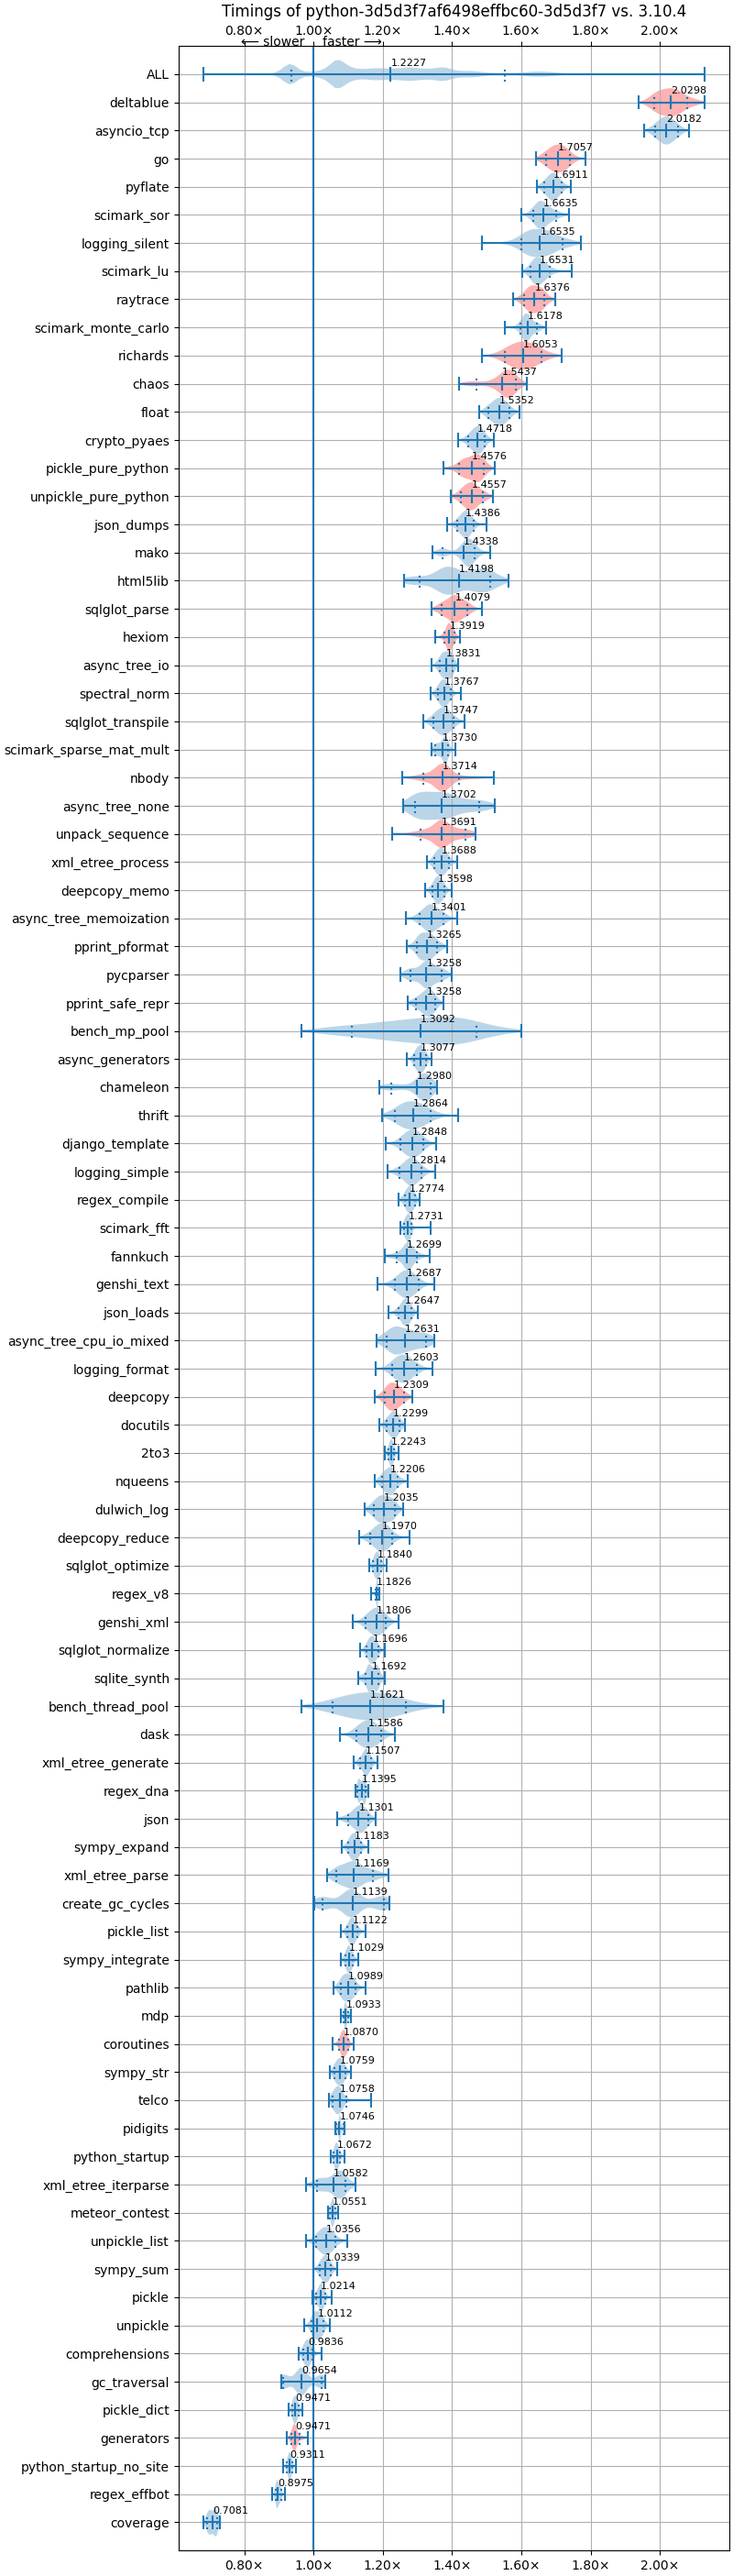 Timings of python-3d5d3f7af6498effbc60-3d5d3f7 vs. 3.10.4
0.80× 1.00× 1.20× 1.40× 1.60× 1.80× 2.00×
⟵ slower faster ⟶
ALL 1.2227
deltablue 2.0298
asyncio_tcp 2.0182
go 1.7057
pyflate 1.6911
scimark_sor 1.6635
logging_silent 1.6535
scimark_lu 1.6531
raytrace 1.6376
scimark_monte_carlo 1.6178
richards 1.6053
chaos 1.5437
float 1.5352
crypto_pyaes 1.4718
pickle_pure_python 1.4576
unpickle_pure_python 1.4557
json_dumps 1.4386
mako 1.4338
html5lib 1.4198
sqlglot_parse 1.4079
hexiom 1.3919
async_tree_io 1.3831
spectral_norm 1.3767
sqlglot_transpile 1.3747
scimark_sparse_mat_mult 1.3730
nbody 1.3714
async_tree_none 1.3702
unpack_sequence 1.3691
xml_etree_process 1.3688
deepcopy_memo 1.3598
async_tree_memoization 1.3401
pprint_pformat 1.3265
pycparser 1.3258
pprint_safe_repr 1.3258
bench_mp_pool 1.3092
async_generators 1.3077
chameleon 1.2980
thrift 1.2864
django_template 1.2848
logging_simple 1.2814
regex_compile 1.2774
scimark_fft 1.2731
fannkuch 1.2699
genshi_text 1.2687
json_loads 1.2647
async_tree_cpu_io_mixed 1.2631
logging_format 1.2603
deepcopy 1.2309
docutils 1.2299
2to3 1.2243
nqueens 1.2206
dulwich_log 1.2035
deepcopy_reduce 1.1970
sqlglot_optimize 1.1840
regex_v8 1.1826
genshi_xml 1.1806
sqlglot_normalize 1.1696
sqlite_synth 1.1692
bench_thread_pool 1.1621
dask 1.1586
xml_etree_generate 1.1507
regex_dna 1.1395
json 1.1301
sympy_expand 1.1183
xml_etree_parse 1.1169
create_gc_cycles 1.1139
pickle_list 1.1122
sympy_integrate 1.1029
pathlib 1.0989
mdp 1.0933
coroutines 1.0870
sympy_str 1.0759
telco 1.0758
pidigits 1.0746
python_startup 1.0672
xml_etree_iterparse 1.0582
meteor_contest 1.0551
unpickle_list 1.0356
sympy_sum 1.0339
pickle 1.0214
unpickle 1.0112
comprehensions 0.9836
gc_traversal 0.9654
pickle_dict 0.9471
generators 0.9471
python_startup_no_site 0.9311
regex_effbot 0.8975
coverage 0.7081
0.80× 1.00× 1.20× 1.40× 1.60× 1.80× 2.00×